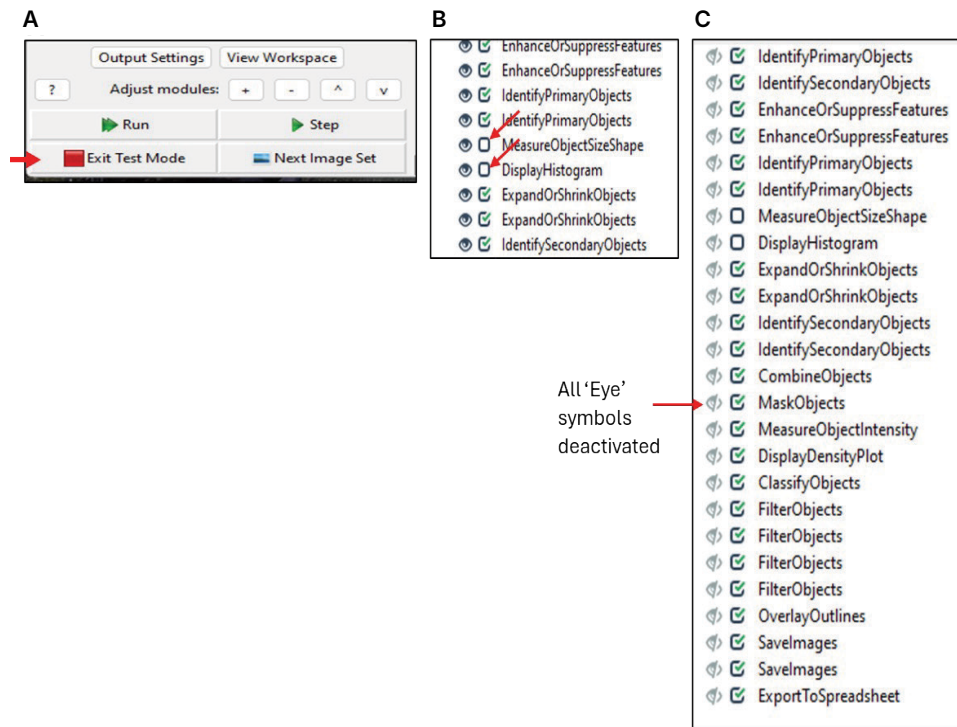 A
Output Settings View Workspace
? Adjust modules: + - ^ v
Run Step
Exit Test Mode Next Image Set
B
EnhanceOrSuppressFeatures
EnhanceOrSuppressFeatures
IdentifyPrimaryObjects
IdentifyPrimaryObjects
MeasureObjectSizeShape
DisplayHistogram
ExpandOrShrinkObjects
ExpandOrShrinkObjects
IdentifySecondaryObjects
C
IdentifyPrimaryObjects
IdentifySecondaryObjects
EnhanceOrSuppressFeatures
EnhanceOrSuppressFeatures
IdentifyPrimaryObjects
IdentifyPrimaryObjects
MeasureObjectSizeShape
DisplayHistogram
ExpandOrShrinkObjects
ExpandOrShrinkObjects
IdentifySecondaryObjects
IdentifySecondaryObjects
CombineObjects
MaskObjects
MeasureObjectIntensity
DisplayDensityPlot
ClassifyObjects
FilterObjects
FilterObjects
FilterObjects
FilterObjects
OverlayOutlines
SaveImages
SaveImages
ExportToSpreadsheet
All ‘Eye’
symbols
deactivated